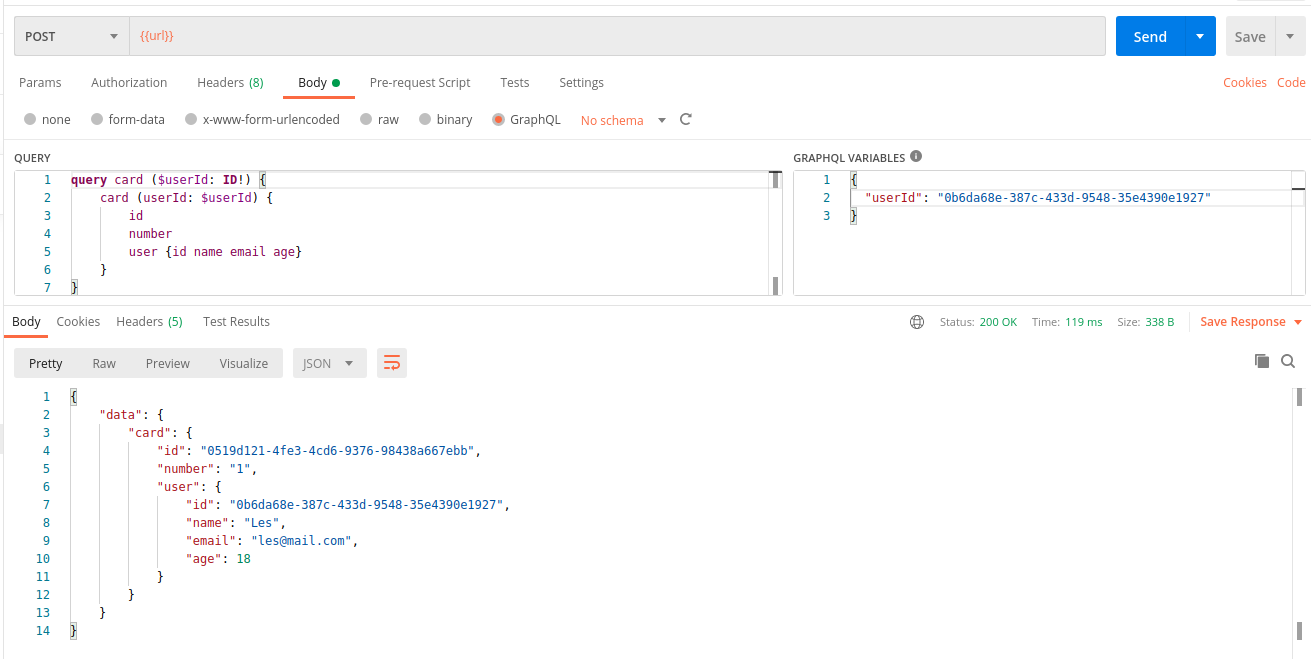 POST {{url}} Send Save
Params Authorization Headers (8) Body Pre-request Script Tests Settings Cookies Code
none form-data x-www-form-urlencoded raw binary GraphQL No schema
QUERY
1 query card ($userId: ID!) {
2 card (userId: $userId) {
3 id
4 number
5 user {id name email age}
6 }
7 }
GRAPHQL VARIABLES
1 {
2 "userId": "0b6da68e-387c-433d-9548-35e4390e1927"
3 }
Body Cookies Headers (5) Test Results Status: 200 OK Time: 119 ms Size: 338 B Save Response
Pretty Raw Preview Visualize JSON
1 {
2 "data": {
3 "card": {
4 "id": "0519d121-4fe3-4cd6-9376-98438a667ebb",
5 "number": "1",
6 "user": {
7 "id": "0b6da68e-387c-433d-9548-35e4390e1927",
8 "name": "Les",
9 "email": "les@mail.com",
10 "age": 18
11 }
12 }
13 }
14 }